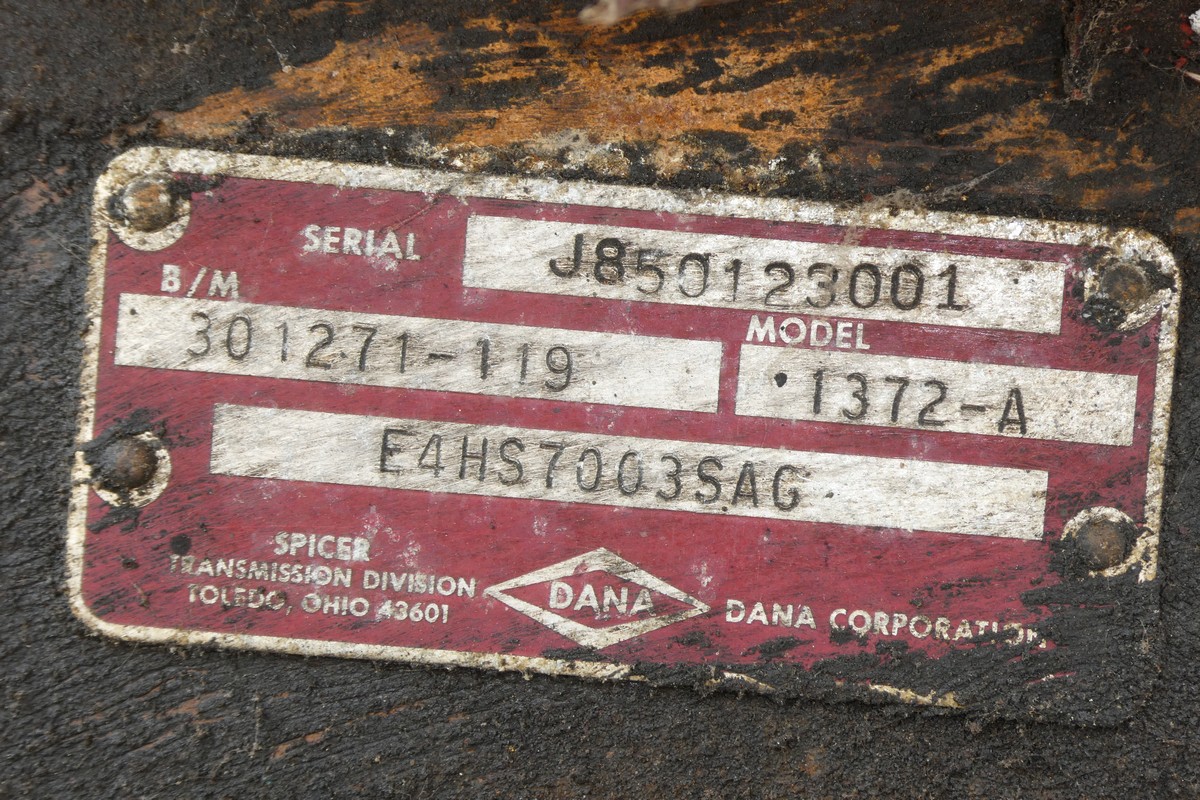 SERIAL J850123001
B/M
MODEL
301271-119
1372-A
E4HS7003SAG
SPICER
TRANSMISSION DIVISION
TOLEDO, OHIO 43601
DANA
DANA CORPORATION